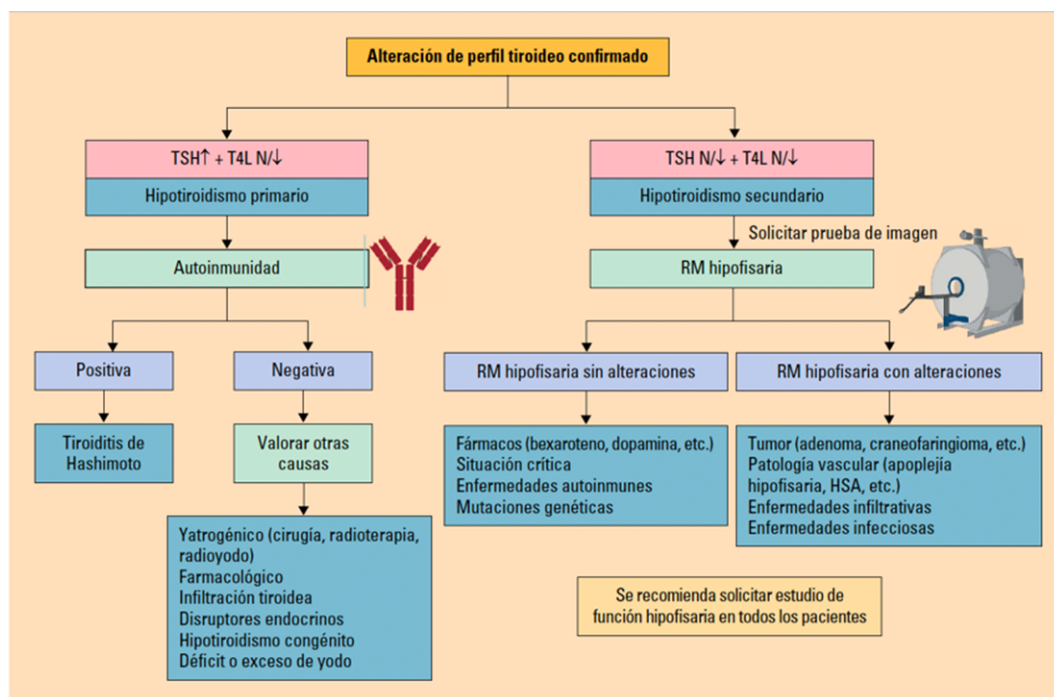 Alteración de perfil tiroideo confirmado
TSH↑ + T4L N/↓
Hipotiroidismo primario
TSH N/↓ + T4L N/↓
Hipotiroidismo secundario
Solicitar prueba de imagen
Autoinmunidad
RM hipofisaria
Positiva
Negativa
RM hipofisaria sin alteraciones
RM hipofisaria con alteraciones
Tiroiditis de
Hashimoto
Valorar otras
causas
Fármacos (bexaroteno, dopamina, etc.)
Situación crítica
Enfermedades autoinmunes
Mutaciones genéticas
Tumor (adenoma, craneofaringioma, etc.)
Patología vascular (apoplejía
hipofisaria, HSA, etc.)
Enfermedades infiltrativas
Enfermedades infecciosas
Yatrogénico (cirugía, radioterapia,
radioyodo)
Farmacológico
Infiltración tiroidea
Disruptores endocrinos
Hipotiroidismo congénito
Déficit o exceso de yodo
Se recomienda solicitar estudio de
función hipofisaria en todos los pacientes